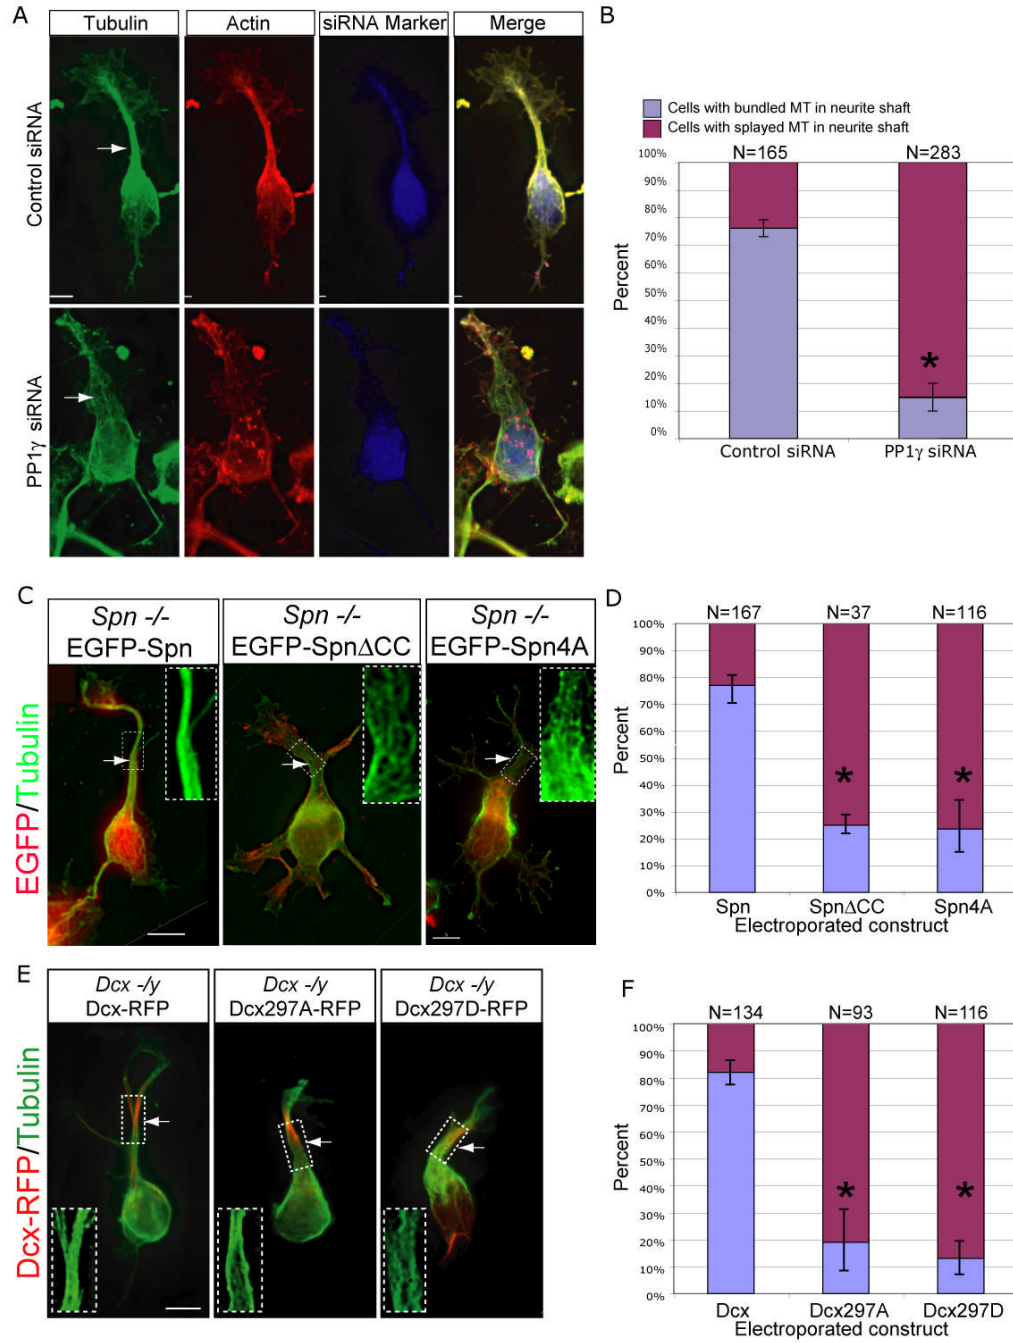 A
Tubulin
Actin
siRNA Marker
Merge
Control siRNA
PP1γ siRNA
B
Cells with bundled MT in neurite shaft
Cells with splayed MT in neurite shaft
N=165
N=283
100%
90%
80%
70%
60%
50%
40%
30%
20%
10%
0%
Percent
*
Control siRNA
PP1γ siRNA
C
Spn -/-
EGFP-Spn
Spn -/-
EGFP-SpnΔCC
Spn -/-
EGFP-Spn4A
EGFP/Tubulin
D
N=167
N=37
N=116
100%
90%
80%
70%
60%
50%
40%
30%
20%
10%
0%
Percent
*
*
Spn
SpnΔCC
Spn4A
Electroporated construct
E
Dcx -/y
Dcx-RFP
Dcx -/y
Dcx297A-RFP
Dcx -/y
Dcx297D-RFP
Dcx-RFP/Tubulin
F
N=134
N=93
N=116
100%
90%
80%
70%
60%
50%
40%
30%
20%
10%
0%
Percent
*
*
Dcx
Dcx297A
Dcx297D
Electroporated construct